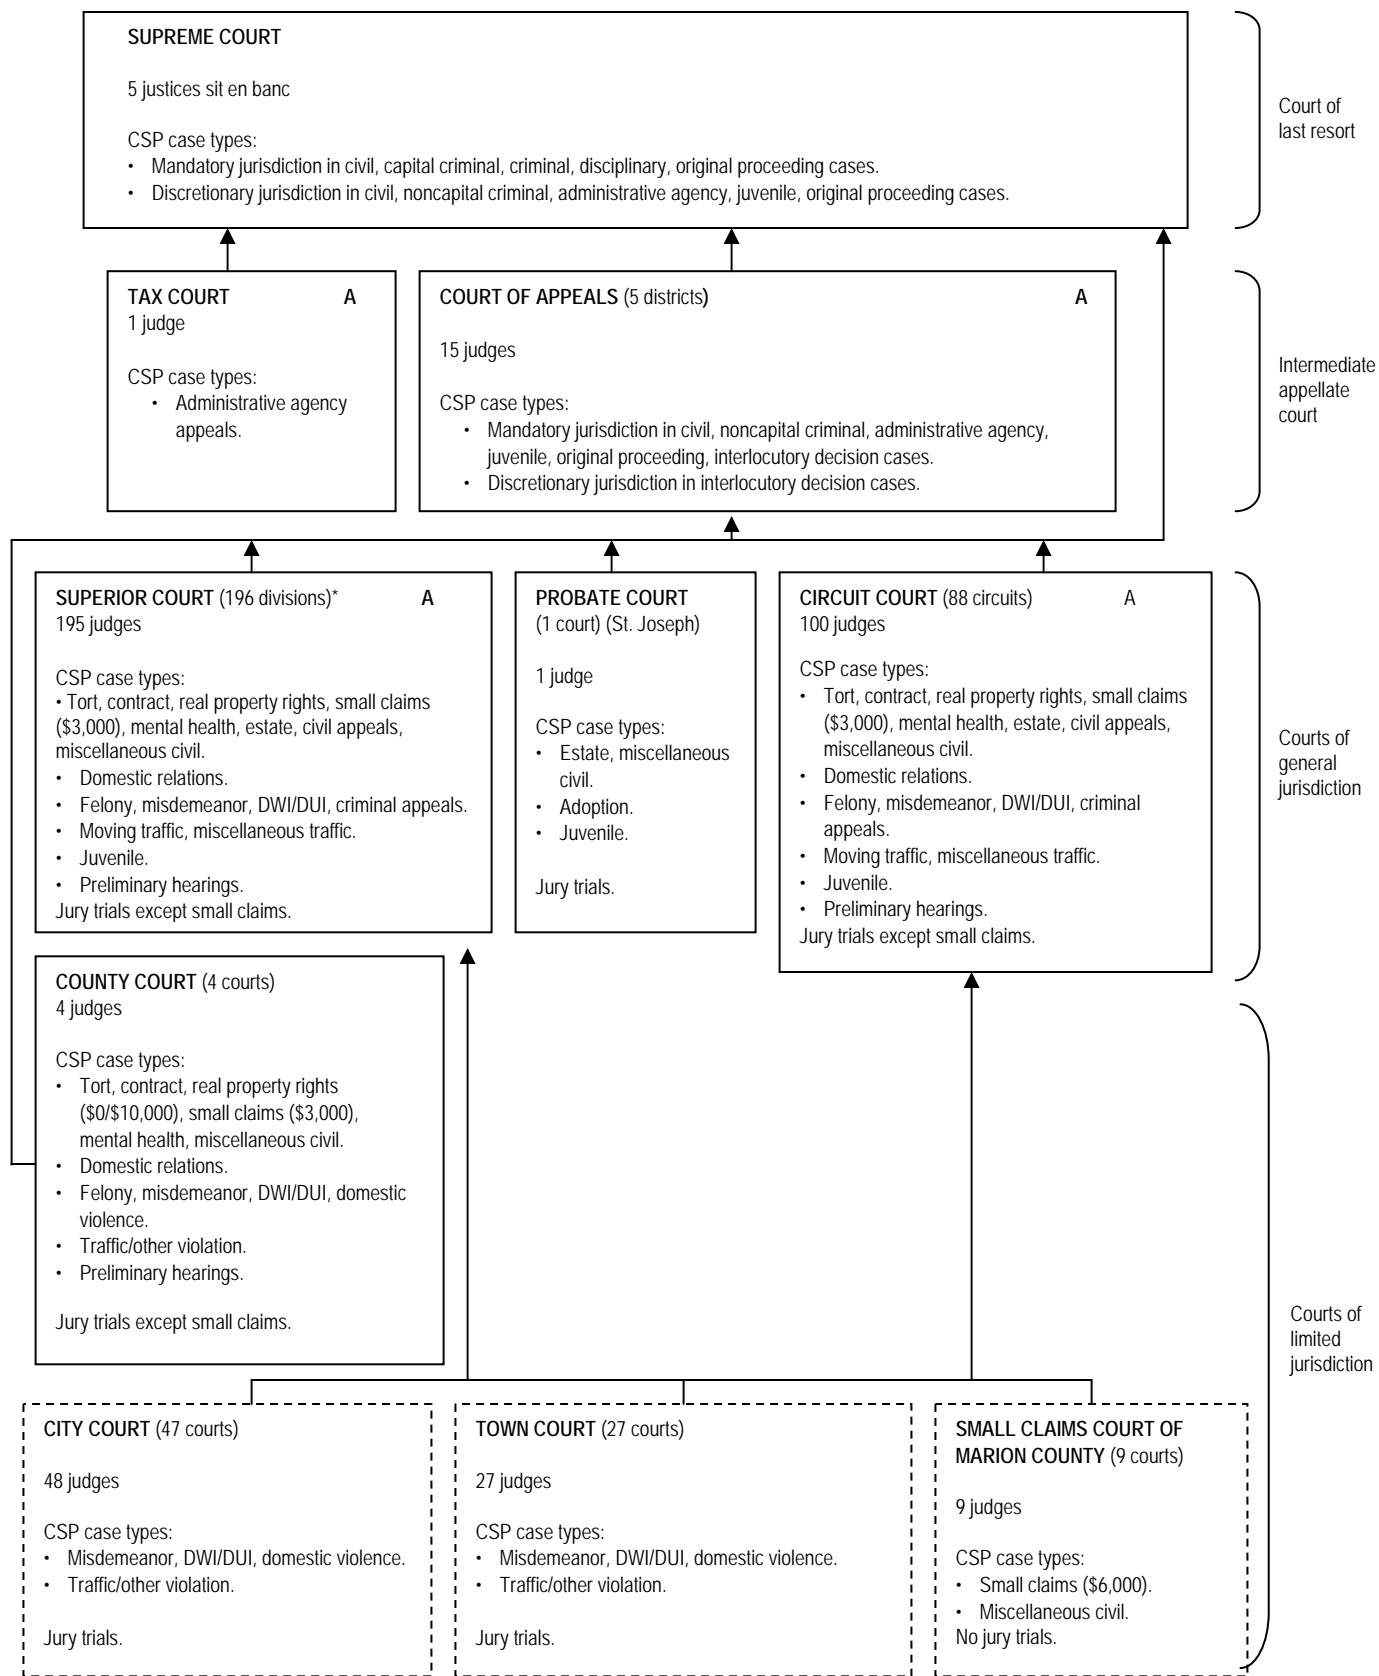 SUPREME COURT
5 justices sit en banc
CSP case types:
• Mandatory jurisdiction in civil, capital criminal, criminal, disciplinary, original proceeding cases.
• Discretionary jurisdiction in civil, noncapital criminal, administrative agency, juvenile, original proceeding cases.
Court of
last resort
TAX COURT A
1 judge
CSP case types:
• Administrative agency
appeals.
COURT OF APPEALS (5 districts) A
15 judges
CSP case types:
• Mandatory jurisdiction in civil, noncapital criminal, administrative agency,
juvenile, original proceeding, interlocutory decision cases.
• Discretionary jurisdiction in interlocutory decision cases.
Intermediate
appellate
court
SUPERIOR COURT (196 divisions)* A
195 judges
CSP case types:
• Tort, contract, real property rights, small claims
($3,000), mental health, estate, civil appeals,
miscellaneous civil.
• Domestic relations.
• Felony, misdemeanor, DWI/DUI, criminal appeals.
• Moving traffic, miscellaneous traffic.
• Juvenile.
• Preliminary hearings.
Jury trials except small claims.
PROBATE COURT
(1 court) (St. Joseph)
1 judge
CSP case types:
• Estate, miscellaneous
civil.
• Adoption.
• Juvenile.
Jury trials.
CIRCUIT COURT (88 circuits) A
100 judges
CSP case types:
• Tort, contract, real property rights, small claims
($3,000), mental health, estate, civil appeals,
miscellaneous civil.
• Domestic relations.
• Felony, misdemeanor, DWI/DUI, criminal
appeals.
• Moving traffic, miscellaneous traffic.
• Juvenile.
• Preliminary hearings.
Jury trials except small claims.
Courts of
general
jurisdiction
COUNTY COURT (4 courts)
4 judges
CSP case types:
• Tort, contract, real property rights
($0/$10,000), small claims ($3,000),
mental health, miscellaneous civil.
• Domestic relations.
• Felony, misdemeanor, DWI/DUI, domestic
violence.
• Traffic/other violation.
• Preliminary hearings.
Jury trials except small claims.
Courts of
limited
jurisdiction
CITY COURT (47 courts)
48 judges
CSP case types:
• Misdemeanor, DWI/DUI, domestic violence.
• Traffic/other violation.
Jury trials.
TOWN COURT (27 courts)
27 judges
CSP case types:
• Misdemeanor, DWI/DUI, domestic violence.
• Traffic/other violation.
Jury trials.
SMALL CLAIMS COURT OF
MARION COUNTY (9 courts)
9 judges
CSP case types:
• Small claims ($6,000).
• Miscellaneous civil.
No jury trials.